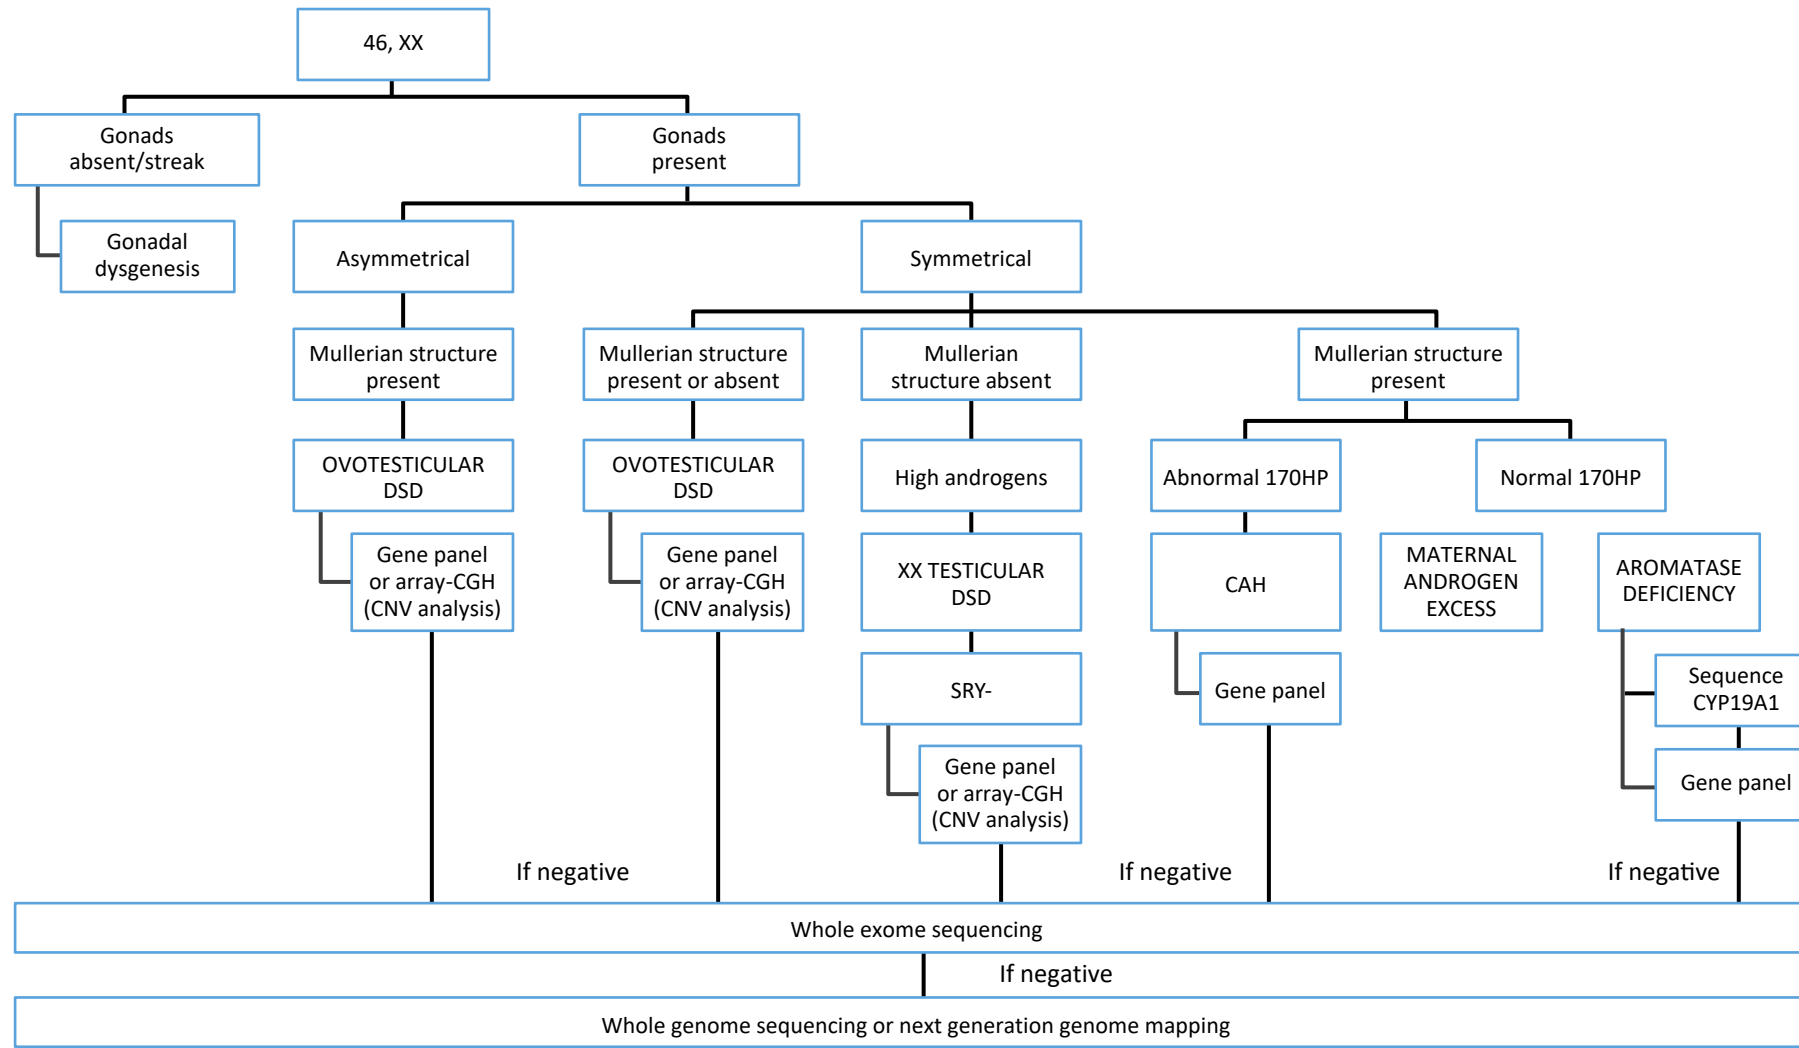 46, XX
Gonads
absent/streak
Gonads
present
Gonadal
dysgenesis
Asymmetrical
Symmetrical
Mullerian structure
present
Mullerian structure
present or absent
Mullerian
structure absent
Mullerian structure
present
OVOTESTICULAR
DSD
OVOTESTICULAR
DSD
High androgens
Abnormal 170HP
Normal 170HP
Gene panel
or array-CGH
(CNV analysis)
Gene panel
or array-CGH
(CNV analysis)
XX TESTICULAR
DSD
CAH
MATERNAL
ANDROGEN
EXCESS
AROMATASE
DEFICIENCY
SRY-
Gene panel
Sequence
CYP19A1
Gene panel
or array-CGH
(CNV analysis)
Gene panel
If negative
If negative
If negative
Whole exome sequencing
If negative
Whole genome sequencing or next generation genome mapping